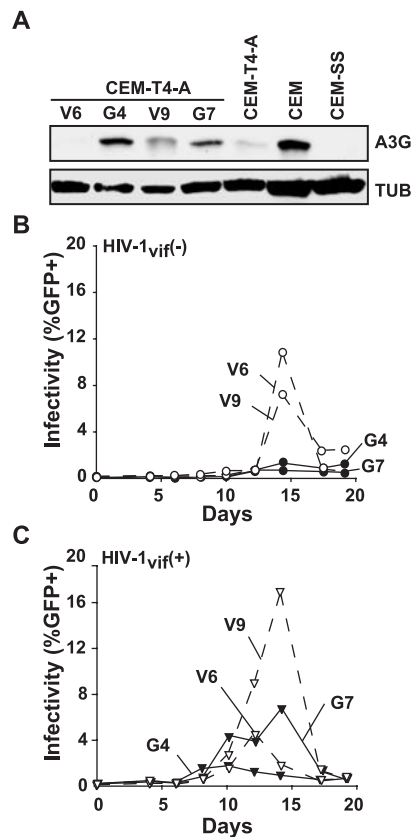 A
CEM-T4-A
CEM-T4-A
CEM
CEM-SS
V6 G4 V9 G7
A3G
TUB
B
HIV-1vif(-)
Infectivity (%GFP+)
20
16
12
8
4
0
V6
V9
G4
G7
0 5 10 15 20
Days
C
HIV-1vif(+)
Infectivity (%GFP+)
20
16
12
8
4
0
V9
V6
G7
G4
0 5 10 15 20
Days